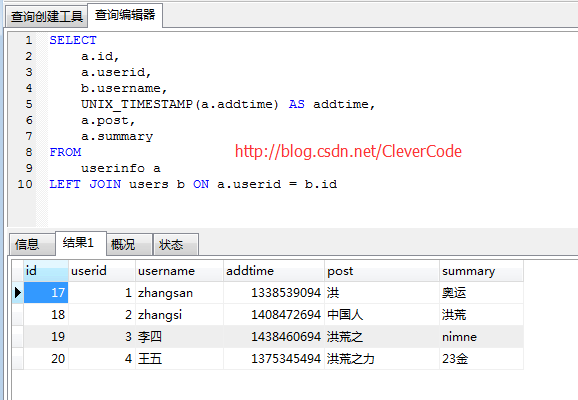 查询创建工具 查询编辑器
1 SELECT
2 a.id,
3 a.userid,
4 b.username,
5 UNIX_TIMESTAMP(a.addtime) AS addtime,
6 a.post,
7 a.summary
8 FROM http://blog.csdn.net/CleverCode
9 userinfo a
10 LEFT JOIN users b ON a.userid = b.id
信息 结果1 概况 状态
id userid username addtime post summary
17 1 zhangsan 1338539094 洪 奥运
18 2 zhangsi 1408472694 中国人 洪荒
19 3 李四 1438460694 洪荒之 nimne
20 4 王五 1375345494 洪荒之力 23金